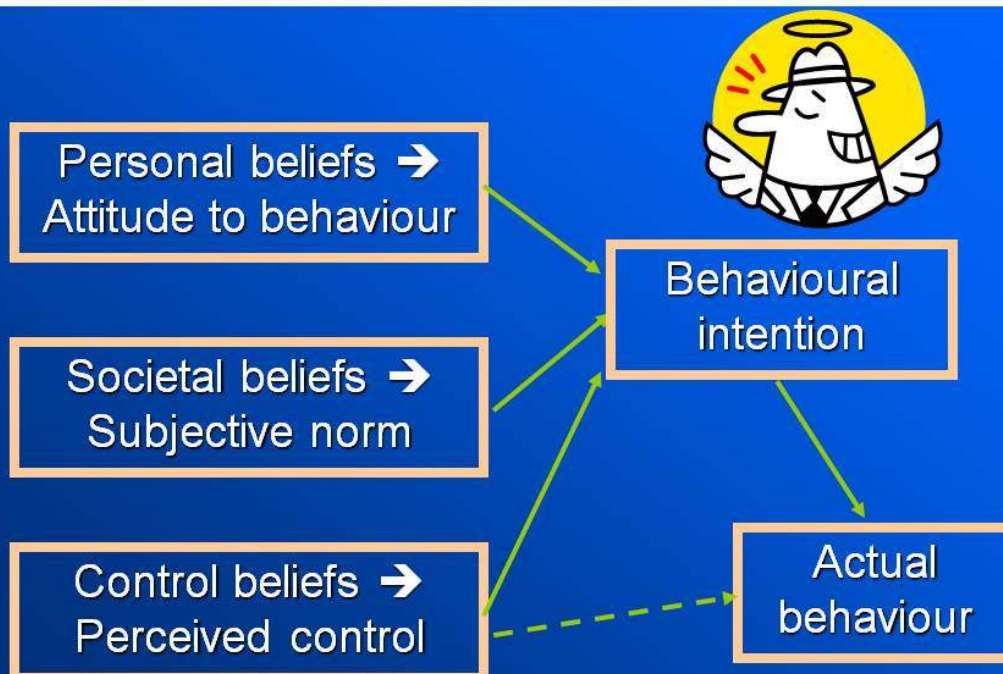 Personal beliefs ➔
Attitude to behaviour
Societal beliefs ➔
Subjective norm
Control beliefs ➔
Perceived control
Behavioural
intention
Actual
behaviour